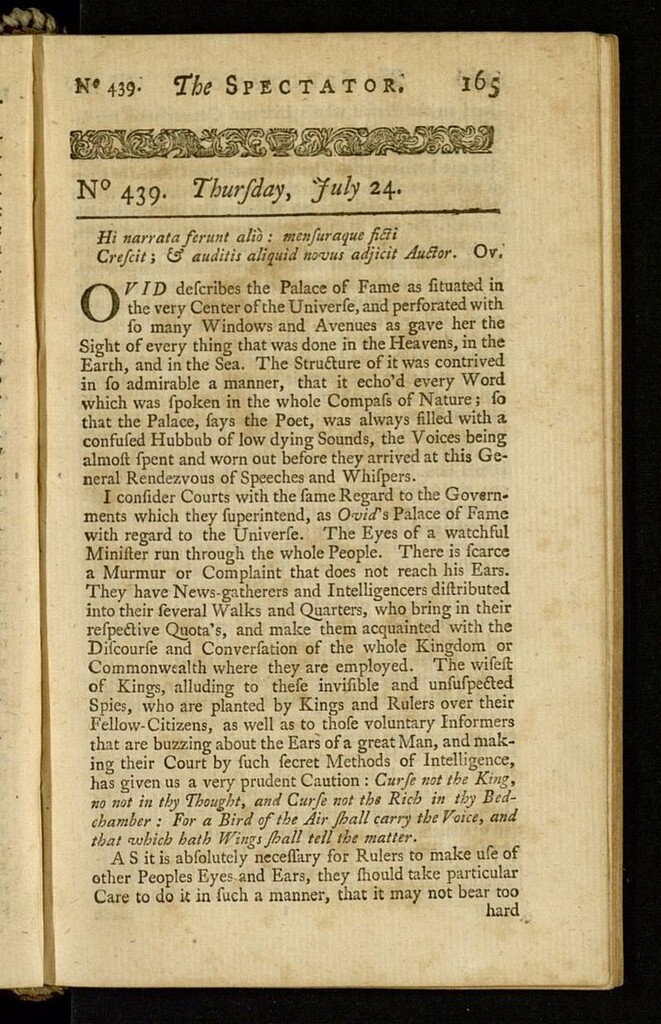 Nº 439. The SPECTATOR. 165
Nº 439. Thurſday, July 24.
Hi narrata ferunt aliò : menſuraque ficti
Creſcit ; & auditis aliquid novus adjicit Auctor. Ov.
OVID deſcribes the Palace of Fame as ſituated in
the very Center of the Univerſe, and perforated with
ſo many Windows and Avenues as gave her the
Sight of every thing that was done in the Heavens, in the
Earth, and in the Sea. The Structure of it was contrived
in ſo admirable a manner, that it echo'd every Word
which was ſpoken in the whole Compaſs of Nature ; ſo
that the Palace, ſays the Poet, was always filled with a
confuſed Hubbub of low dying Sounds, the Voices being
almoſt ſpent and worn out before they arrived at this Ge-
neral Rendezvous of Speeches and Whiſpers.
I conſider Courts with the ſame Regard to the Govern-
ments which they ſuperintend, as Ovid's Palace of Fame
with regard to the Univerſe. The Eyes of a watchful
Miniſter run through the whole People. There is ſcarce
a Murmur or Complaint that does not reach his Ears.
They have News-gatherers and Intelligencers diſtributed
into their ſeveral Walks and Quarters, who bring in their
reſpective Quota's, and make them acquainted with the
Diſcourſe and Converſation of the whole Kingdom or
Commonwealth where they are employed. The wiſeſt
of Kings, alluding to theſe inviſible and unſuſpected
Spies, who are planted by Kings and Rulers over their
Fellow-Citizens, as well as to thoſe voluntary Informers
that are buzzing about the Ears of a great Man, and mak-
ing their Court by ſuch ſecret Methods of Intelligence,
has given us a very prudent Caution : Curſe not the King,
no not in thy Thought, and Curſe not the Rich in thy Bed-
chamber : For a Bird of the Air ſhall carry the Voice, and
that which hath Wings ſhall tell the matter.
AS it is abſolutely neceſſary for Rulers to make uſe of
other Peoples Eyes and Ears, they ſhould take particular
Care to do it in ſuch a manner, that it may not bear too
hard